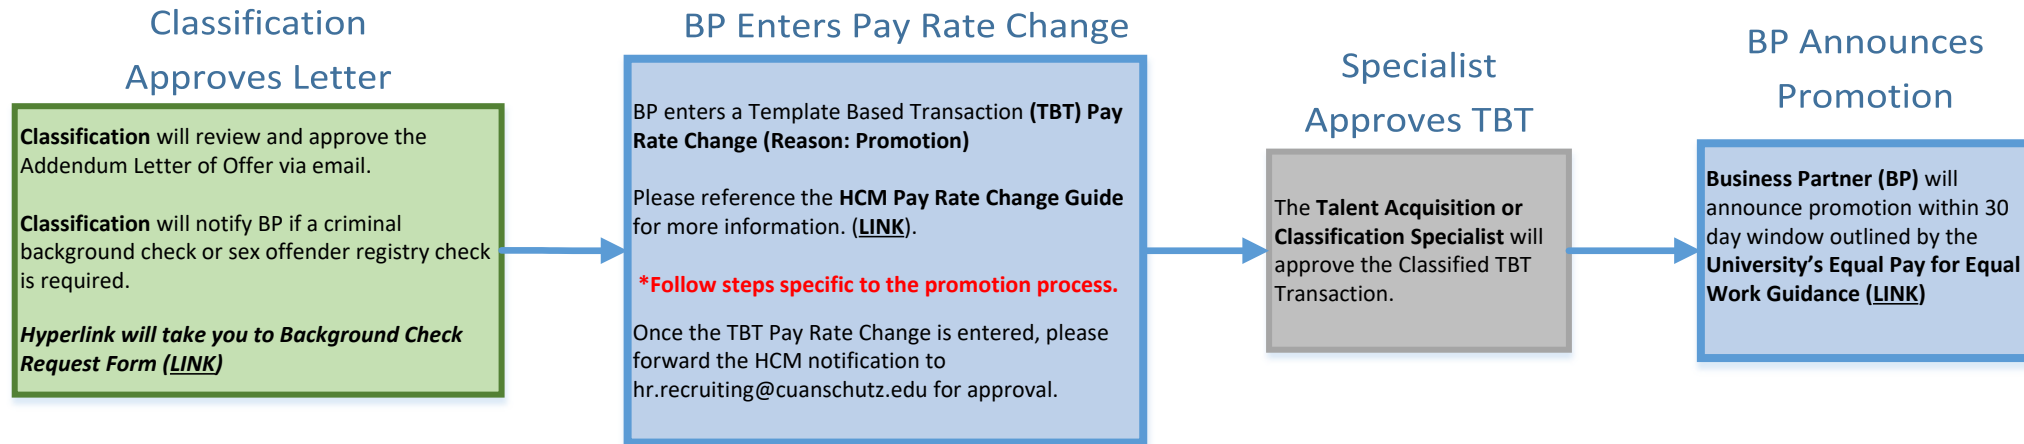 Classification
Approves Letter
Classification will review and approve the
Addendum Letter of Offer via email.
Classification will notify BP if a criminal
background check or sex offender registry check
is required.
Hyperlink will take you to Background Check
Request Form (LINK)
BP Enters Pay Rate Change
BP enters a Template Based Transaction (TBT) Pay
Rate Change (Reason: Promotion)
Please reference the HCM Pay Rate Change Guide
for more information. (LINK).
*Follow steps specific to the promotion process.
Once the TBT Pay Rate Change is entered, please
forward the HCM notification to
hr.recruiting@cuanschutz.edu for approval.
Specialist
Approves TBT
The Talent Acquisition or
Classification Specialist will
approve the Classified TBT
Transaction.
BP Announces
Promotion
Business Partner (BP) will
announce promotion within 30
day window outlined by the
University’s Equal Pay for Equal
Work Guidance (LINK)